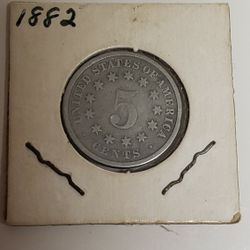 1882
UNITED STATES OF AMERICA
5
CENTS